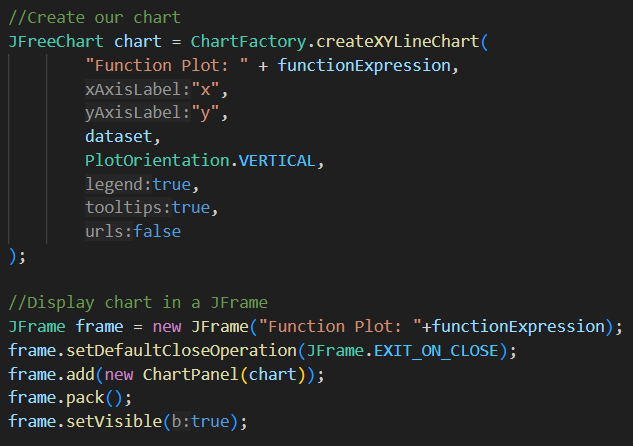 //Create our chart
JFreeChart chart = ChartFactory.createXYLineChart(
"Function Plot: " + functionExpression,
xAxisLabel:"x",
yAxisLabel:"y",
dataset,
PlotOrientation.VERTICAL,
legend:true,
tooltips:true,
urls:false
);
//Display chart in a JFrame
JFrame frame = new JFrame("Function Plot: "+functionExpression);
frame.setDefaultCloseOperation(JFrame.EXIT_ON_CLOSE);
frame.add(new ChartPanel(chart));
frame.pack();
frame.setVisible(b:true);